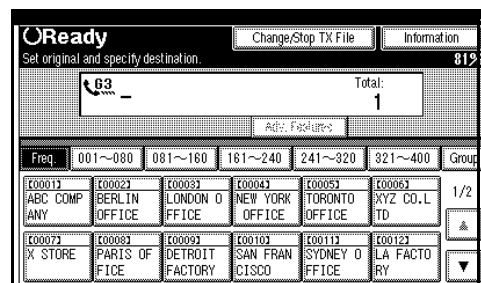 Ready
Change/Stop TX File
Information
Set original and specify destination.
81%
G3
Total:
1
Adv. Features
Freq.
001~080
081~160
161~240
241~320
321~400
Group
[0001]
ABC COMP
ANY
[0002]
BERLIN
OFFICE
[0003]
LONDON O
FFICE
[0004]
NEW YORK
OFFICE
[0005]
TORONTO
OFFICE
[0006]
XYZ CO.L
TD
1/2
[0007]
X STORE
[0008]
PARIS OF
FICE
[0009]
DETROIT
FACTORY
[0010]
SAN FRAN
CISCO
[0011]
SYDNEY O
FFICE
[0012]
LA FACTO
RY